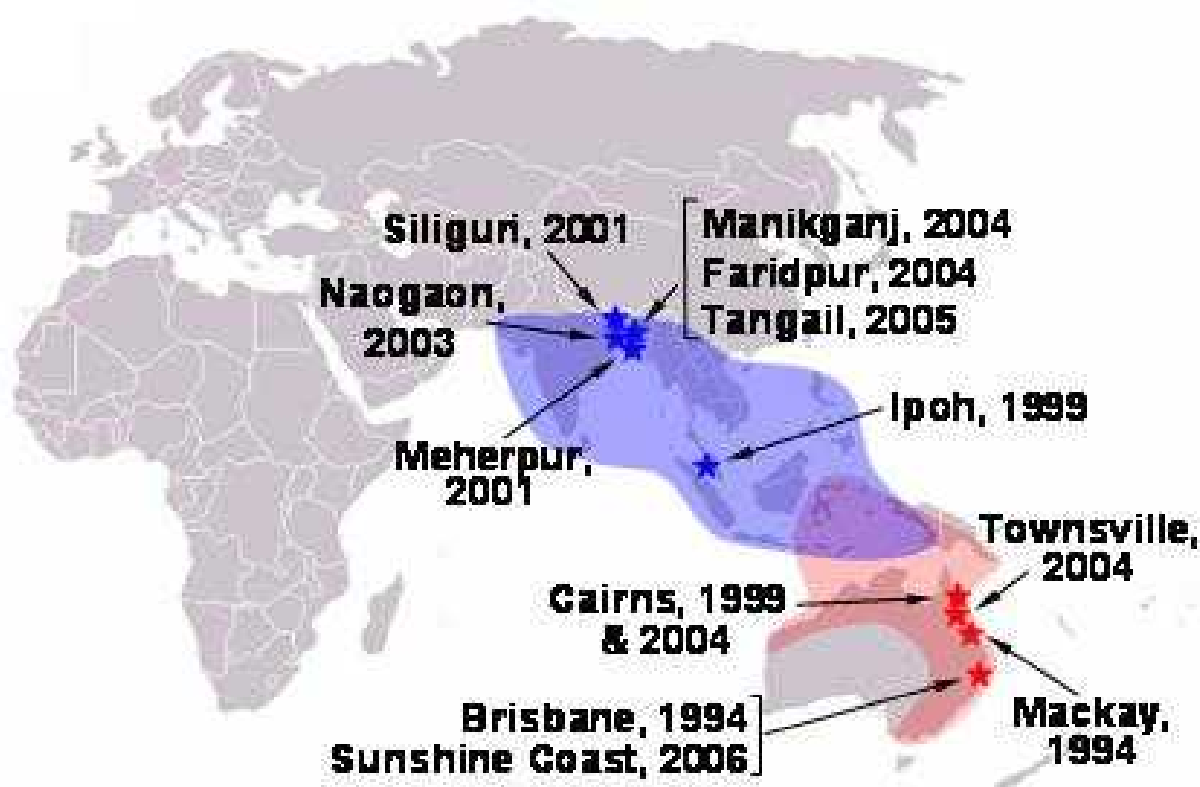 Siliguri, 2001
Manikganj, 2004
Faridpur, 2004
Tangail, 2005
Naogaon,
2003
Ipoh, 1999
Meherpur,
2001
Townsville,
2004
Cairns, 1999
& 2004
Brisbane, 1994
Sunshine Coast, 2006
Mackay,
1994